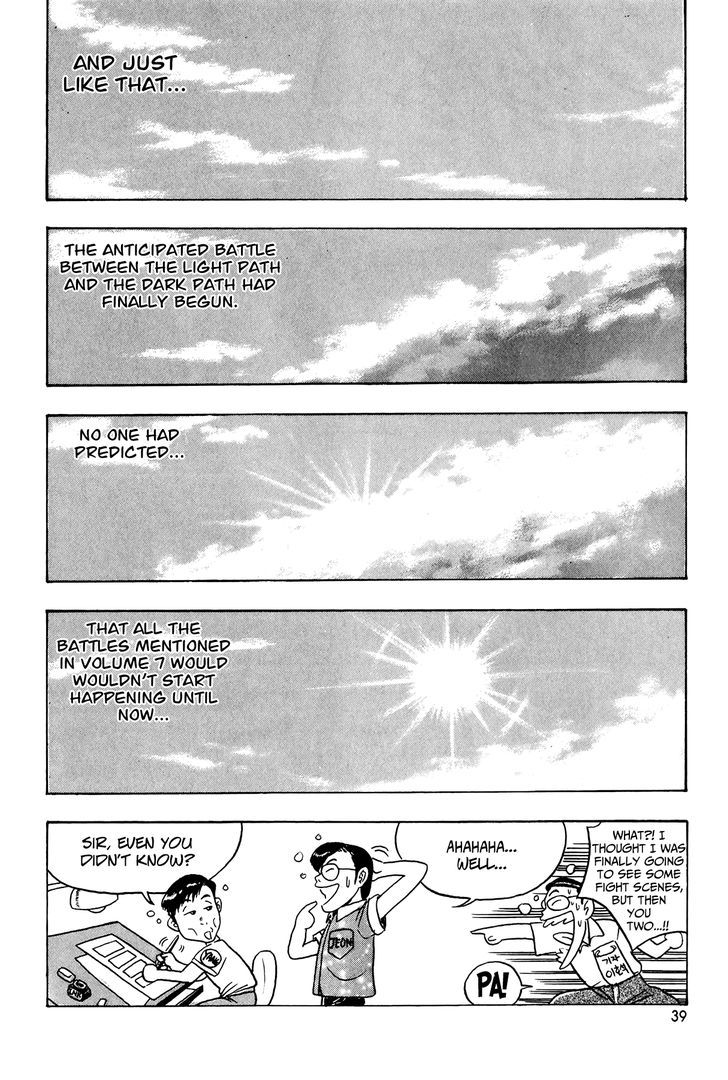 AND JUST
LIKE THAT...
THE ANTICIPATED BATTLE
BETWEEN THE LIGHT PATH
AND THE DARK PATH HAD
FINALLY BEGUN.
NO ONE HAD
PREDICTED...
THAT ALL THE
BATTLES MENTIONED
IN VOLUME 7 WOULD
WOULDN'T START
HAPPENING UNTIL
NOW...
SIR, EVEN YOU
DIDN'T KNOW?
YANG
JEON
AHAHAHA...
WELL...
WHAT?! I
THOUGHT I WAS
FINALLY GOING
TO SEE SOME
FIGHT SCENES,
BUT THEN
YOU
TWO...!!
기자
PA!
39